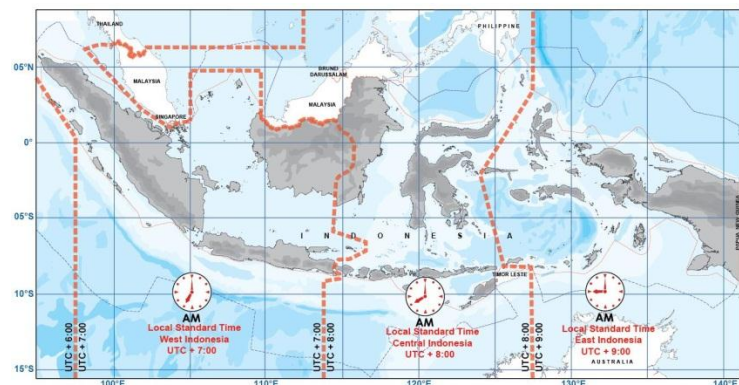 THAILAND
PHILIPPINE
05°N
BRUNEI
DARUSSALAM
MALAYSIA
MALAYSIA
SINGAPORE
0°
05°S
I N D O N E S I A
PAPUA NEW GUINEA
TIMOR LESTE
10°S
AM
Local Standard Time
West Indonesia
UTC + 7:00
AM
Local Standard Time
Central Indonesia
UTC + 8:00
AM
Local Standard Time
East Indonesia
UTC + 9:00
UTC + 6:00
UTC + 7:00
UTC + 7:00
UTC + 8:00
UTC + 8:00
UTC + 9:00
AUSTRALIA
15°S
100°E
110°E
120°E
130°E
140°E